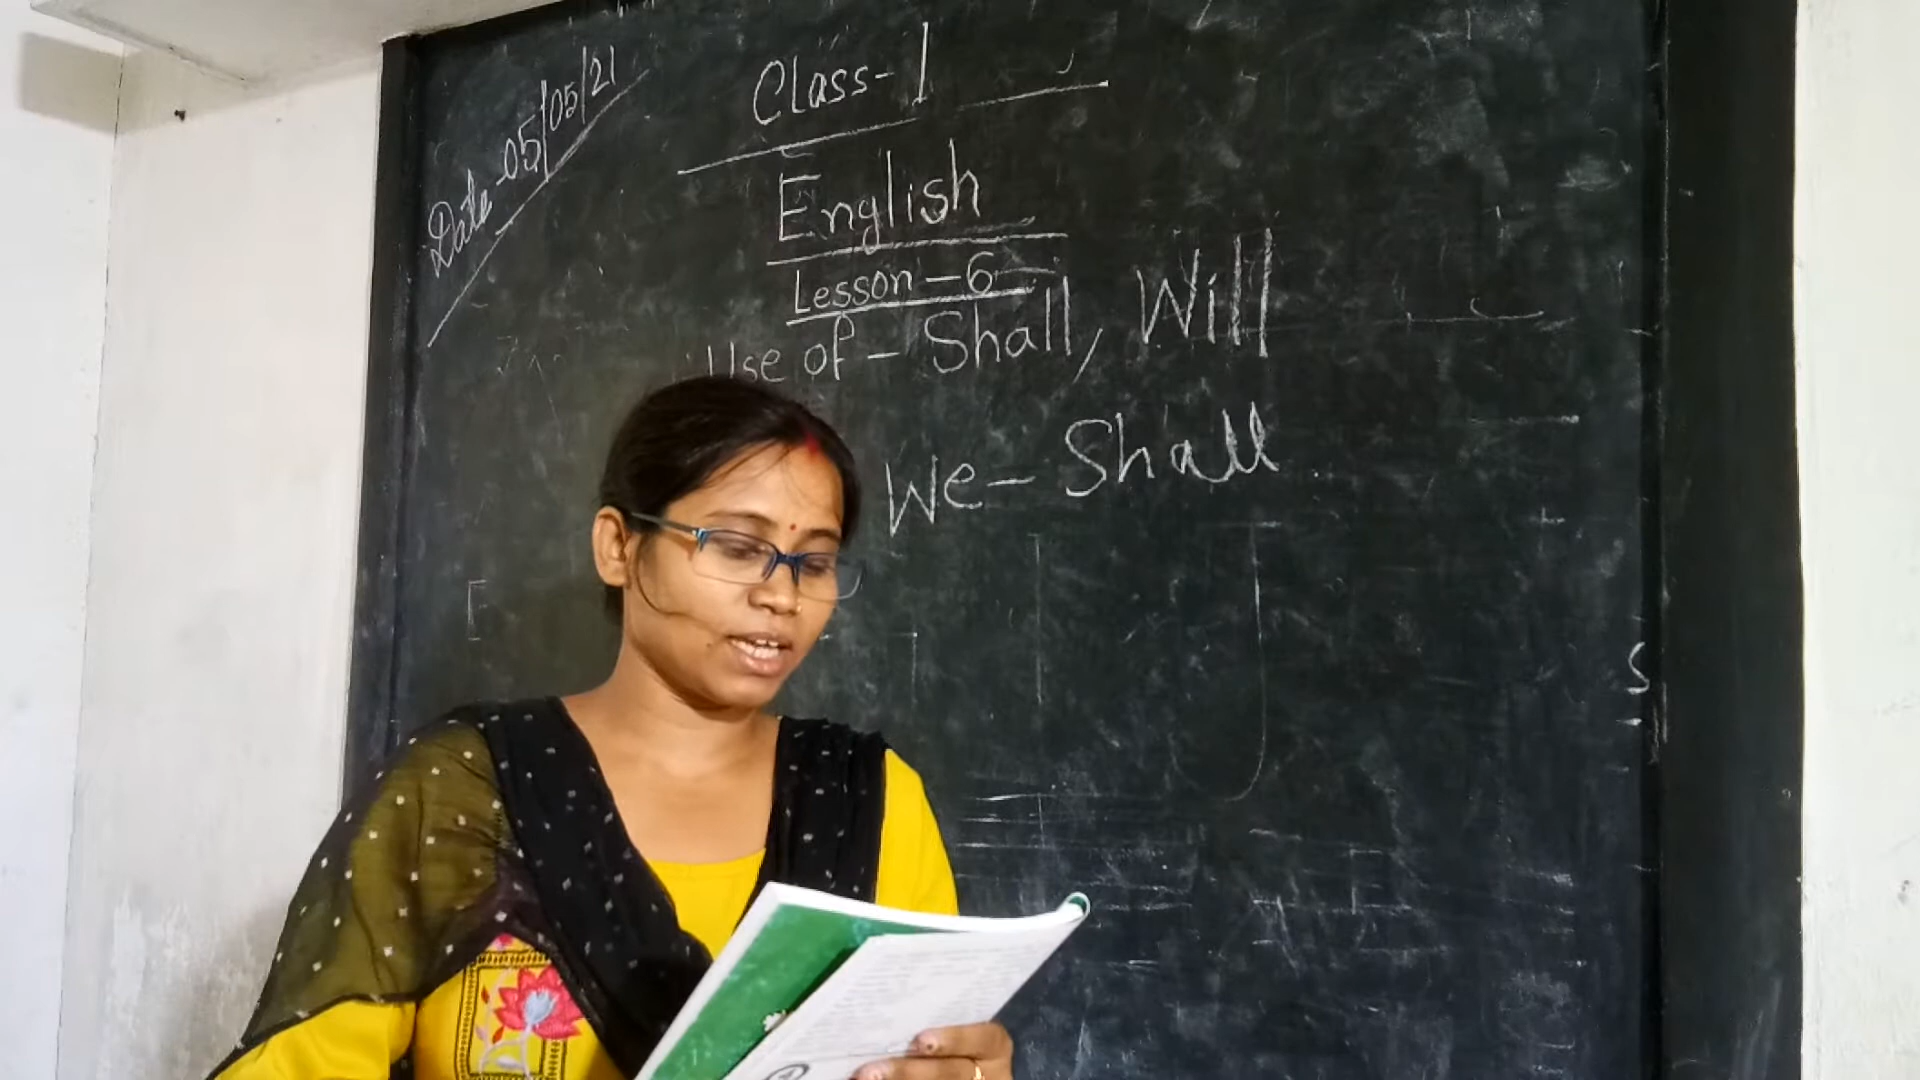 Date - 05/05/21
Class - 1
English
Lesson - 6
Use of - Shall, Will
We - Shall